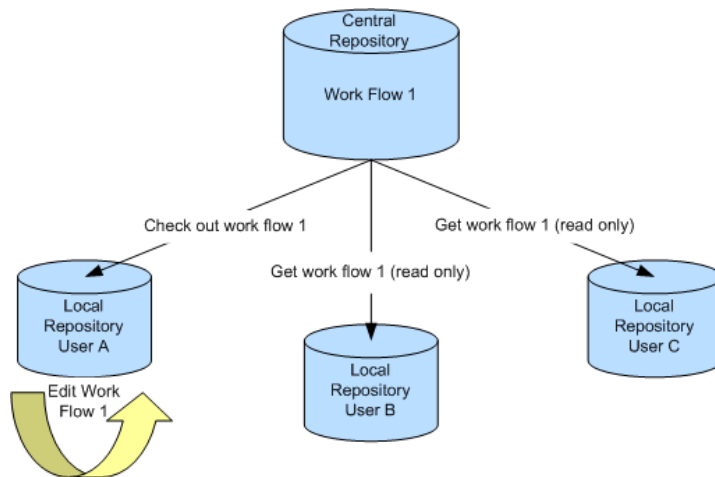 Central
Repository
Work Flow 1
Check out work flow 1
Get work flow 1 (read only)
Get work flow 1 (read only)
Local
Repository
User A
Local
Repository
User B
Local
Repository
User C
Edit Work
Flow 1